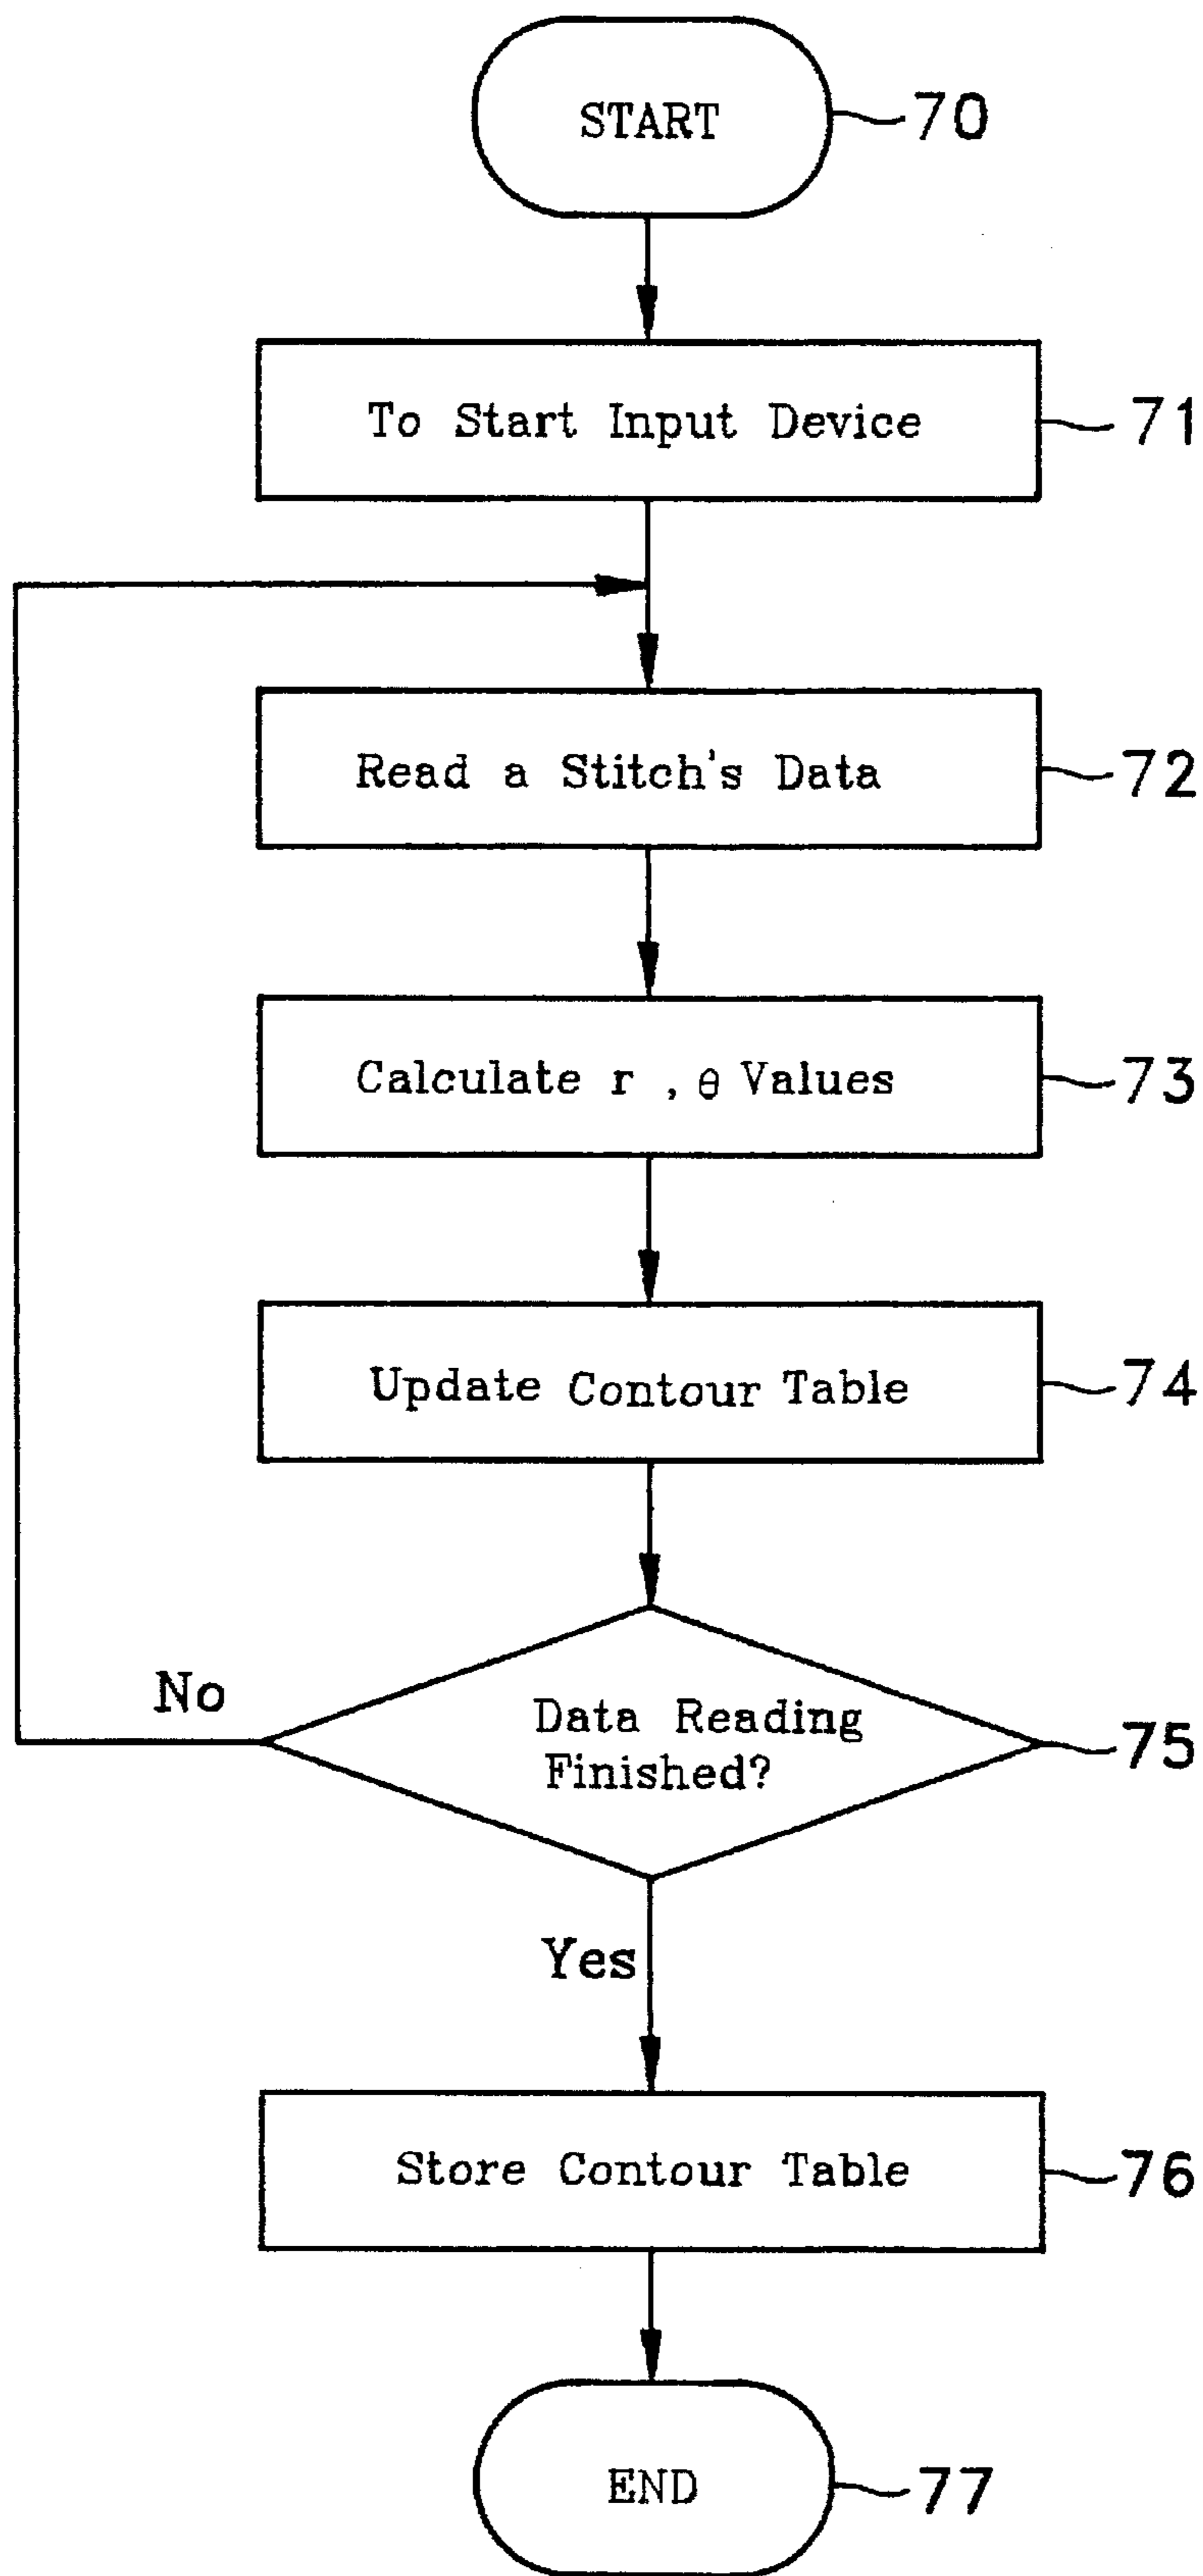 START
70
To Start Input Device
71
Read a Stitch's Data
72
Calculate r , θ Values
73
Update Contour Table
74
No
Data Reading
Finished?
75
Yes
Store Contour Table
76
END
77